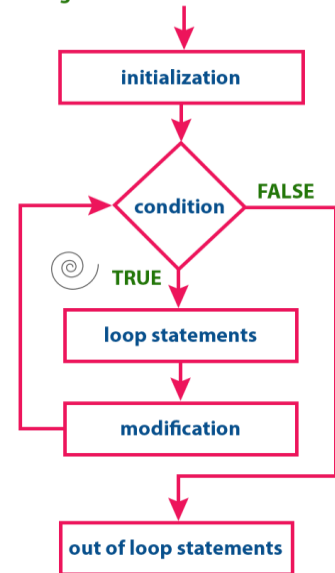 initialization
condition
FALSE
TRUE
loop statements
modification
out of loop statements